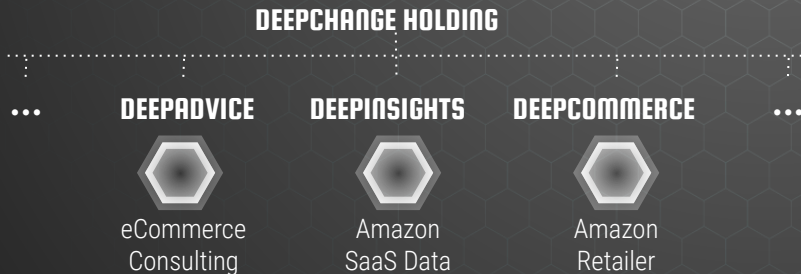 DEEPCHANGE HOLDING
... DEEPADVICE DEEPINSIGHTS DEEPCOMMERCE ...
eCommerce Amazon Amazon
Consulting SaaS Data Retailer